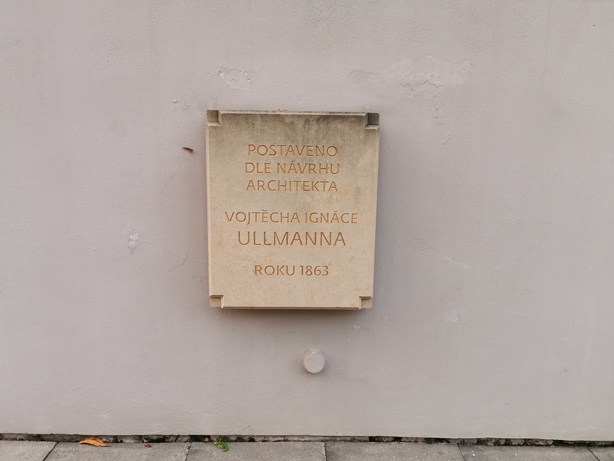 POSTAVENO
DLE NÁVRHU
ARCHITEKTA
VOJTĚCHA IGNÁCE
ULLMANNA
ROKU 1863